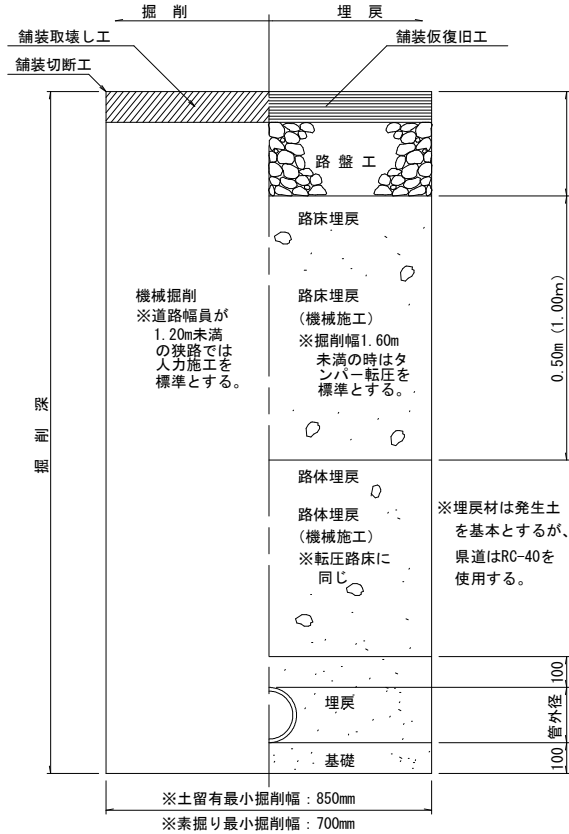 掘 削
埋 戻
舗装取壊し工
舗装仮復旧工
舗装切断工
路 盤 工
路床埋戻
機械掘削
※道路幅員が
1.20m未満
の狭路では
人力施工を
標準とする。
路床埋戻
(機械施工)
※掘削幅1.60m
未満の時はタ
ンパー転圧を
標準とする。
0.50m (1.00m)
掘 削 深
路体埋戻
路体埋戻
(機械施工)
※転圧路床に
同じ
※埋戻材は発生土
を基本とするが、
県道はRC-40を
使用する。
100
埋戻
管外径
基礎
100
※土留有最小掘削幅：850mm
※素掘り最小掘削幅：700mm